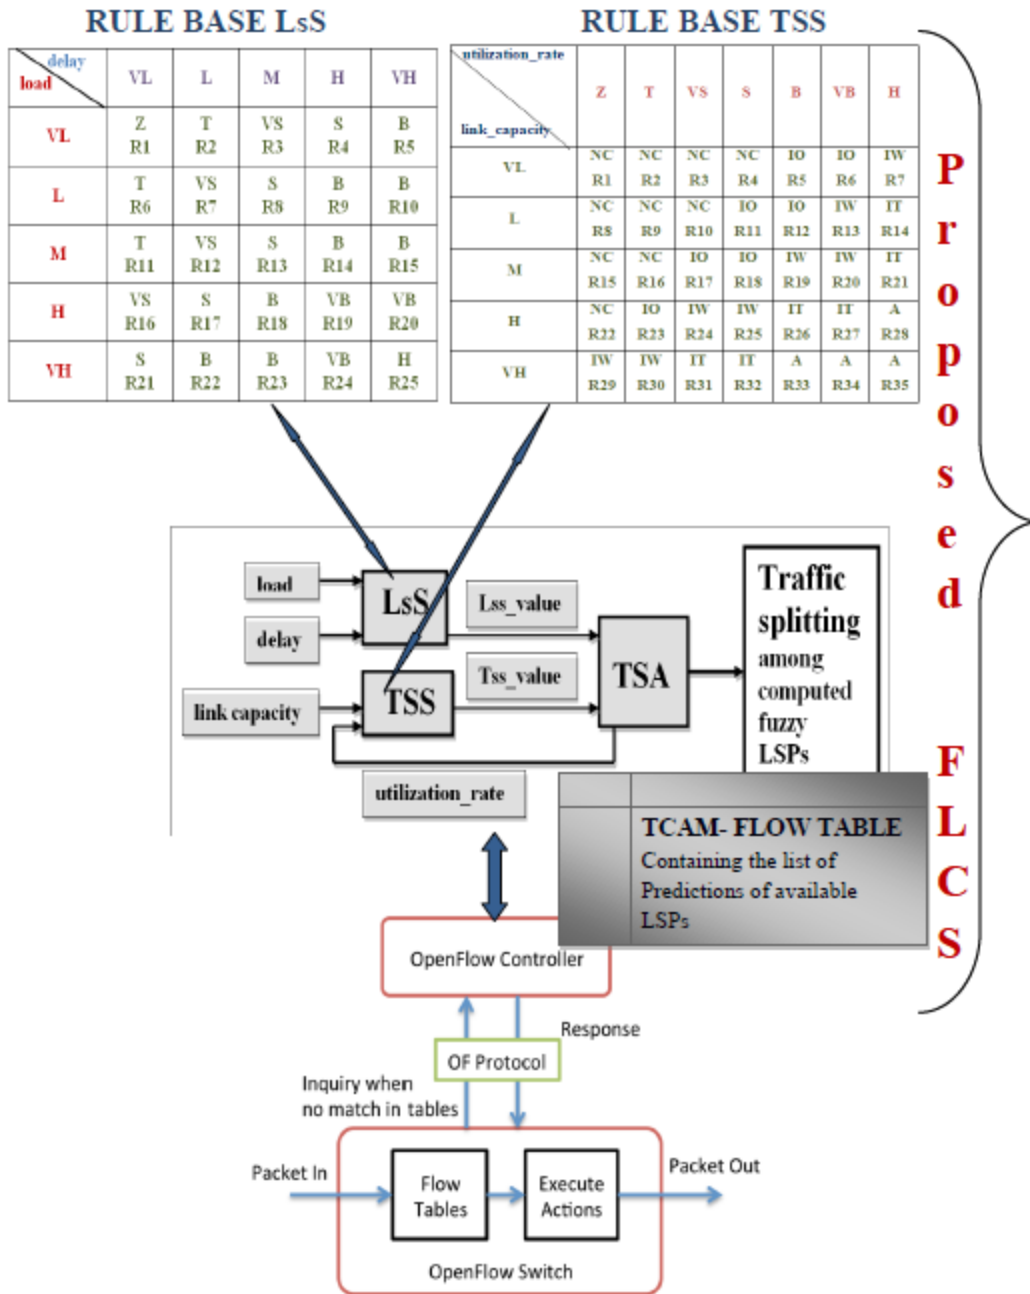 RULE BASE LsS
delay
load
VL L M H VH
VL
Z T VS S B
R1 R2 R3 R4 R5
L
T VS S B B
R6 R7 R8 R9 R10
M
T VS S B B
R11 R12 R13 R14 R15
H
VS S B VB VB
R16 R17 R18 R19 R20
VH
S B B VB H
R21 R22 R23 R24 R25
RULE BASE TSS
utilization_rate
link_capacity
Z T VS S B VB H
VL
NC NC NC NC IO IO IW
R1 R2 R3 R4 R5 R6 R7
L
NC NC NC IO IO IW IT
R8 R9 R10 R11 R12 R13 R14
M
NC NC IO IO IW IW IT
R15 R16 R17 R18 R19 R20 R21
H
NC IO IW IW IT IT A
R22 R23 R24 R25 R26 R27 R28
VH
IW IW IT IT A A A
R29 R30 R31 R32 R33 R34 R35
Proposed
FLCS
load
delay
link capacity
LsS
TSS
Lss_value
Tss_value
utilization_rate
TSA
Traffic
splitting
among
computed
fuzzy
LSPs
TCAM- FLOW TABLE
Containing the list of
Predictions of available
LSPs
OpenFlow Controller
Response
OF Protocol
Inquiry when
no match in tables
Packet In
Flow
Tables
Execute
Actions
Packet Out
OpenFlow Switch